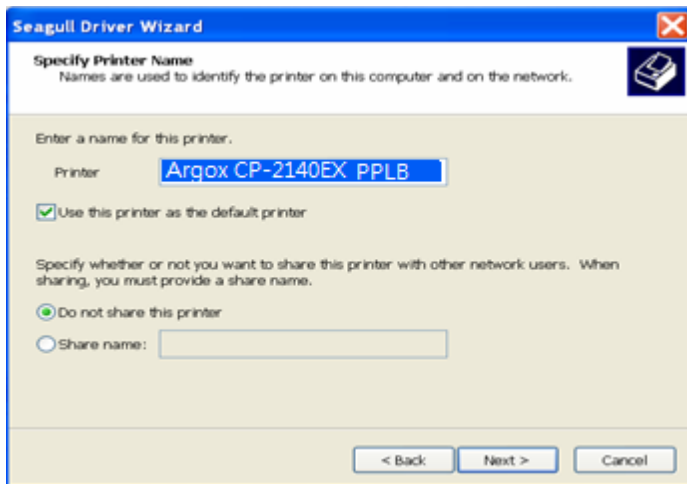 Seagull Driver Wizard
Specify Printer Name
Names are used to identify the printer on this computer and on the network.
Enter a name for this printer.
Printer
Argox CP-2140EX PPLB
Use this printer as the default printer
Specify whether or not you want to share this printer with other network users. When
sharing, you must provide a share name.
Do not share this printer
Share name:
< Back
Next >
Cancel